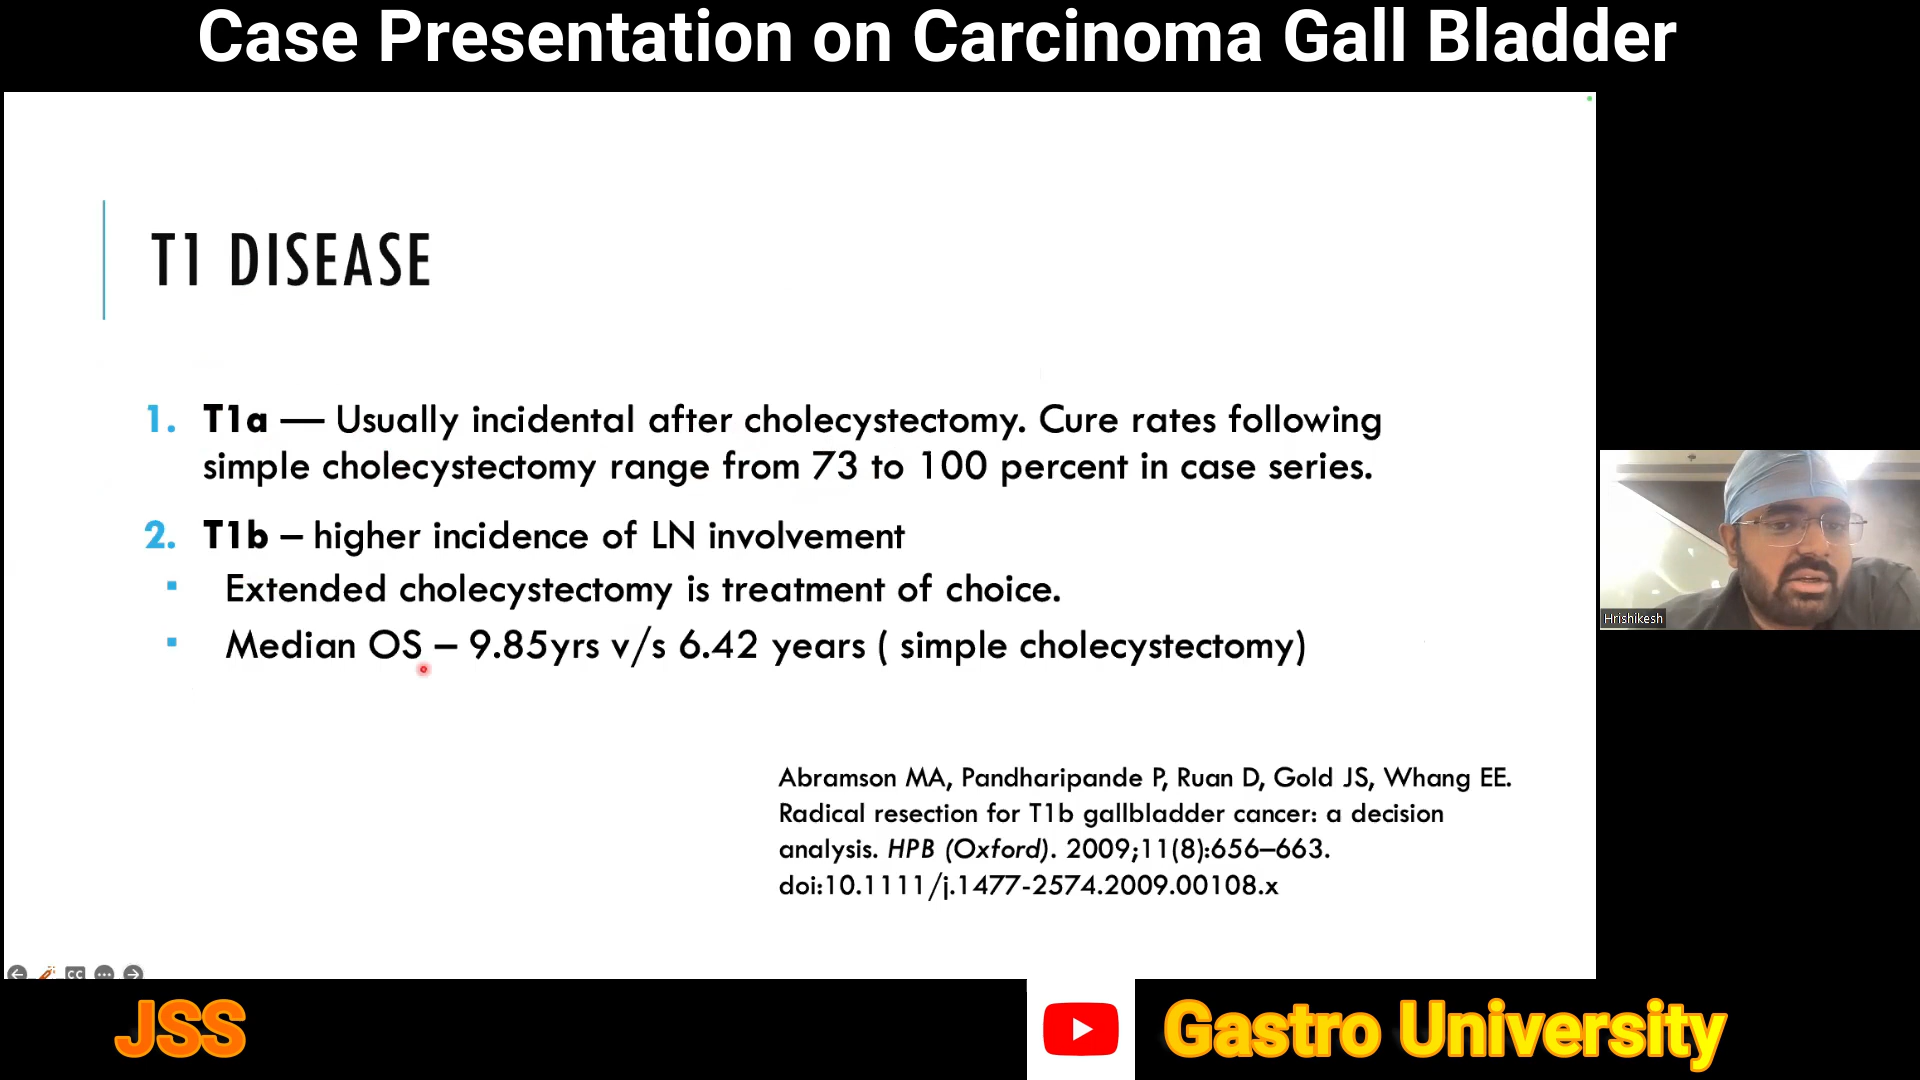 Case Presentation on Carcinoma Gall Bladder
T1 DISEASE
1. T1a — Usually incidental after cholecystectomy. Cure rates following
simple cholecystectomy range from 73 to 100 percent in case series.
2. T1b – higher incidence of LN involvement
▪ Extended cholecystectomy is treatment of choice.
▪ Median OS – 9.85yrs v/s 6.42 years ( simple cholecystectomy)
Abramson MA, Pandharipande P, Ruan D, Gold JS, Whang EE.
Radical resection for T1b gallbladder cancer: a decision
analysis. HPB (Oxford). 2009;11(8):656–663.
doi:10.1111/j.1477-2574.2009.00108.x
Hrishikesh
CC
JSS
Gastro University